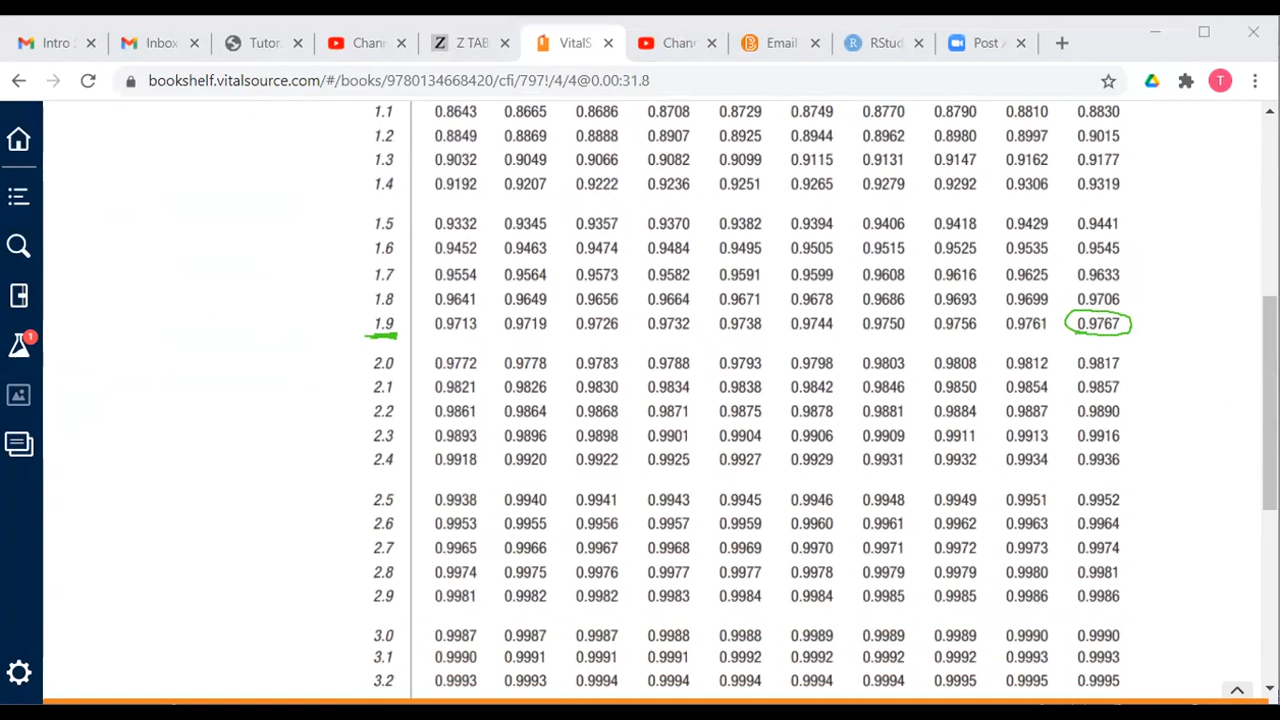 Intro
Inbox
Tutor
Chan
Z TAB
VitalS
Chan
Email
RStud
Post
bookshelf.vitalsource.com/#/books/9780134668420/cfi/797!/4/4@0.00:31.8
T
1
1.1 0.8643 0.8665 0.8686 0.8708 0.8729 0.8749 0.8770 0.8790 0.8810 0.8830
1.2 0.8849 0.8869 0.8888 0.8907 0.8925 0.8944 0.8962 0.8980 0.8997 0.9015
1.3 0.9032 0.9049 0.9066 0.9082 0.9099 0.9115 0.9131 0.9147 0.9162 0.9177
1.4 0.9192 0.9207 0.9222 0.9236 0.9251 0.9265 0.9279 0.9292 0.9306 0.9319
1.5 0.9332 0.9345 0.9357 0.9370 0.9382 0.9394 0.9406 0.9418 0.9429 0.9441
1.6 0.9452 0.9463 0.9474 0.9484 0.9495 0.9505 0.9515 0.9525 0.9535 0.9545
1.7 0.9554 0.9564 0.9573 0.9582 0.9591 0.9599 0.9608 0.9616 0.9625 0.9633
1.8 0.9641 0.9649 0.9656 0.9664 0.9671 0.9678 0.9686 0.9693 0.9699 0.9706
1.9 0.9713 0.9719 0.9726 0.9732 0.9738 0.9744 0.9750 0.9756 0.9761 0.9767
2.0 0.9772 0.9778 0.9783 0.9788 0.9793 0.9798 0.9803 0.9808 0.9812 0.9817
2.1 0.9821 0.9826 0.9830 0.9834 0.9838 0.9842 0.9846 0.9850 0.9854 0.9857
2.2 0.9861 0.9864 0.9868 0.9871 0.9875 0.9878 0.9881 0.9884 0.9887 0.9890
2.3 0.9893 0.9896 0.9898 0.9901 0.9904 0.9906 0.9909 0.9911 0.9913 0.9916
2.4 0.9918 0.9920 0.9922 0.9925 0.9927 0.9929 0.9931 0.9932 0.9934 0.9936
2.5 0.9938 0.9940 0.9941 0.9943 0.9945 0.9946 0.9948 0.9949 0.9951 0.9952
2.6 0.9953 0.9955 0.9956 0.9957 0.9959 0.9960 0.9961 0.9962 0.9963 0.9964
2.7 0.9965 0.9966 0.9967 0.9968 0.9969 0.9970 0.9971 0.9972 0.9973 0.9974
2.8 0.9974 0.9975 0.9976 0.9977 0.9977 0.9978 0.9979 0.9979 0.9980 0.9981
2.9 0.9981 0.9982 0.9982 0.9983 0.9984 0.9984 0.9985 0.9985 0.9986 0.9986
3.0 0.9987 0.9987 0.9987 0.9988 0.9988 0.9989 0.9989 0.9989 0.9990 0.9990
3.1 0.9990 0.9991 0.9991 0.9991 0.9992 0.9992 0.9992 0.9992 0.9993 0.9993
3.2 0.9993 0.9993 0.9994 0.9994 0.9994 0.9994 0.9994 0.9995 0.9995 0.9995